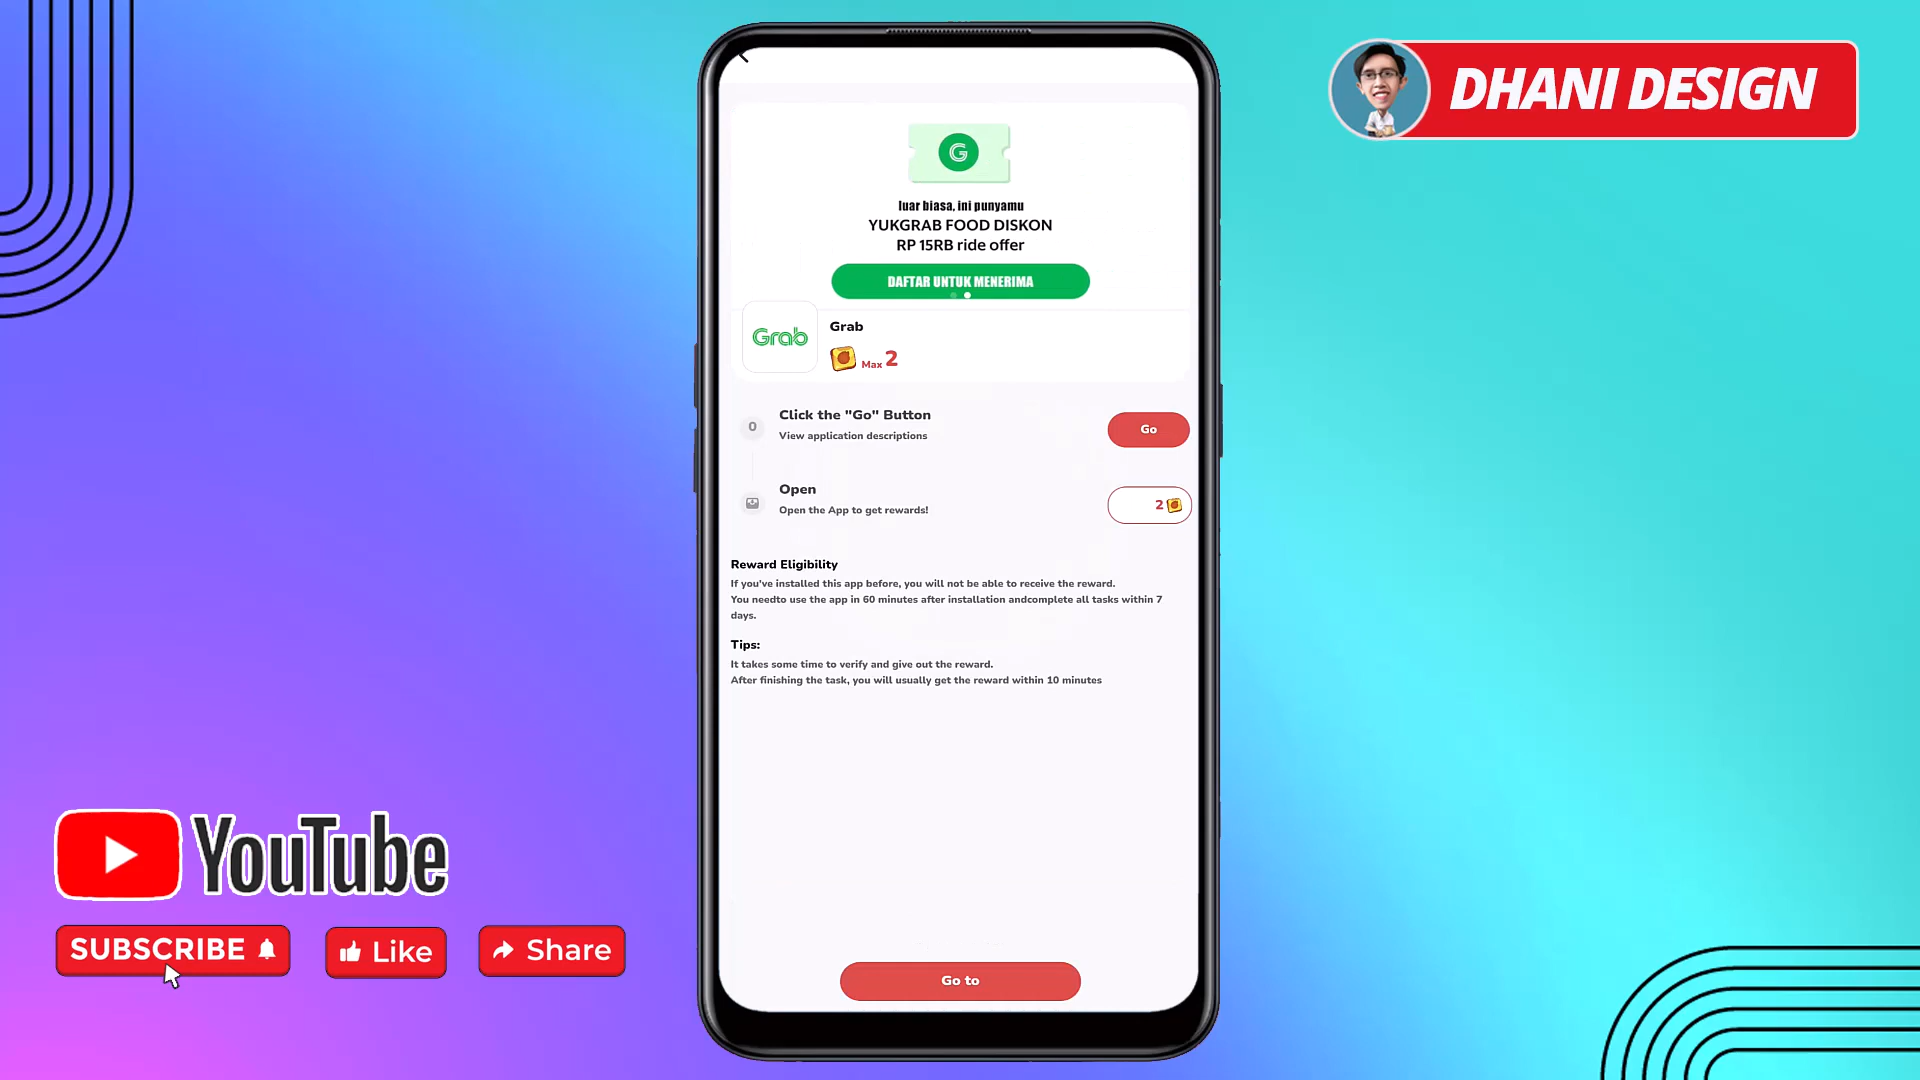 DHANI DESIGN
G
luar biasa, ini punyamu
YUKGRAB FOOD DISKON
RP 15RB ride offer
DAFTAR UNTUK MENERIMA
Grab
Grab
Max 2
0
Click the "Go" Button
View application descriptions
Go
Open
Open the App to get rewards!
2
Reward Eligibility
If you've installed this app before, you will not be able to receive the reward.
You needto use the app in 60 minutes after installation andcomplete all tasks within 7
days.
Tips:
It takes some time to verify and give out the reward.
After finishing the task, you will usually get the reward within 10 minutes
Go to
YouTube
SUBSCRIBE
Like
Share